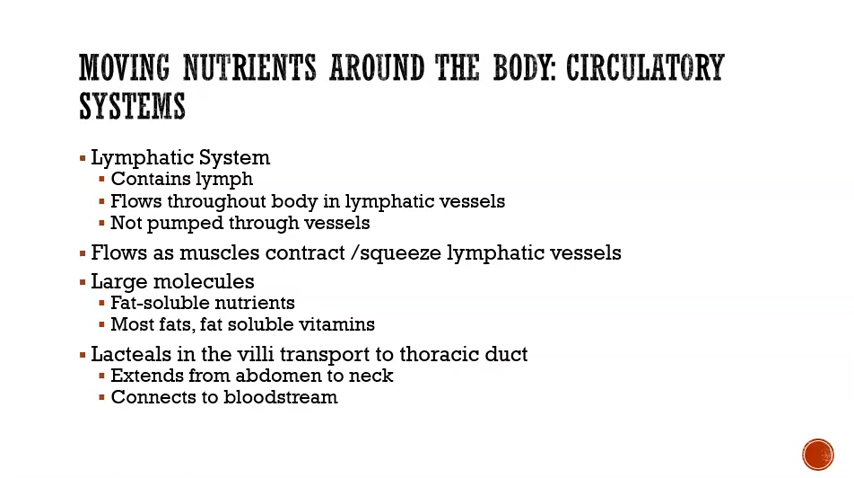 MOVING NUTRIENTS AROUND THE BODY: CIRCULATORY
SYSTEMS
▪ Lymphatic System
▪ Contains lymph
▪ Flows throughout body in lymphatic vessels
▪ Not pumped through vessels
▪ Flows as muscles contract /squeeze lymphatic vessels
▪ Large molecules
▪ Fat-soluble nutrients
▪ Most fats, fat soluble vitamins
▪ Lacteals in the villi transport to thoracic duct
▪ Extends from abdomen to neck
▪ Connects to bloodstream